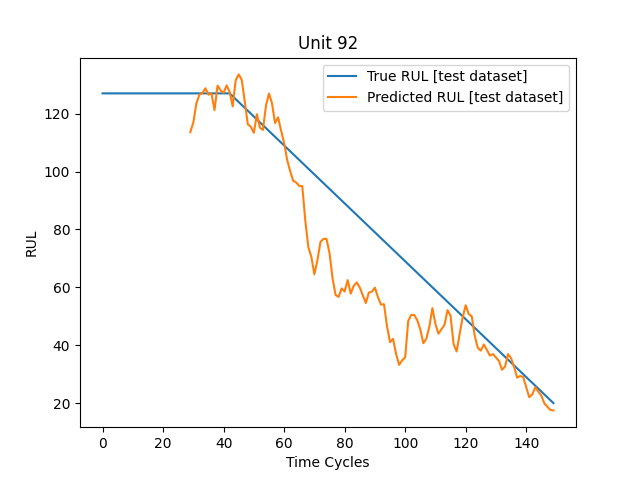 Unit 92
True RUL [test dataset]
Predicted RUL [test dataset]
120
100
80
60
40
20
RUL
0 20 40 60 80 100 120 140
Time Cycles